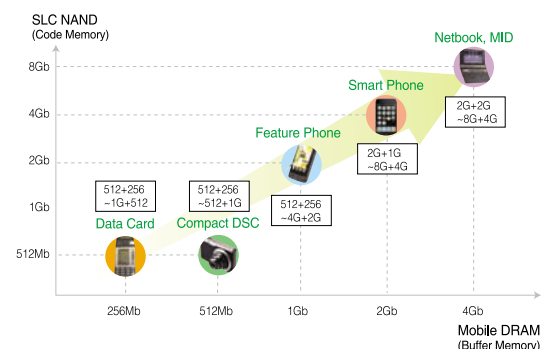 SLC NAND
(Code Memory)
Netbook, MID
8Gb
Smart Phone
2G+2G
~8G+4G
4Gb
Feature Phone
2G+1G
~8G+4G
2Gb
512+256
~1G+512
512+256
~512+1G
512+256
~4G+2G
1Gb
Data Card
Compact DSC
512Mb
256Mb
512Mb
1Gb
2Gb
4Gb
Mobile DRAM
(Buffer Memory)